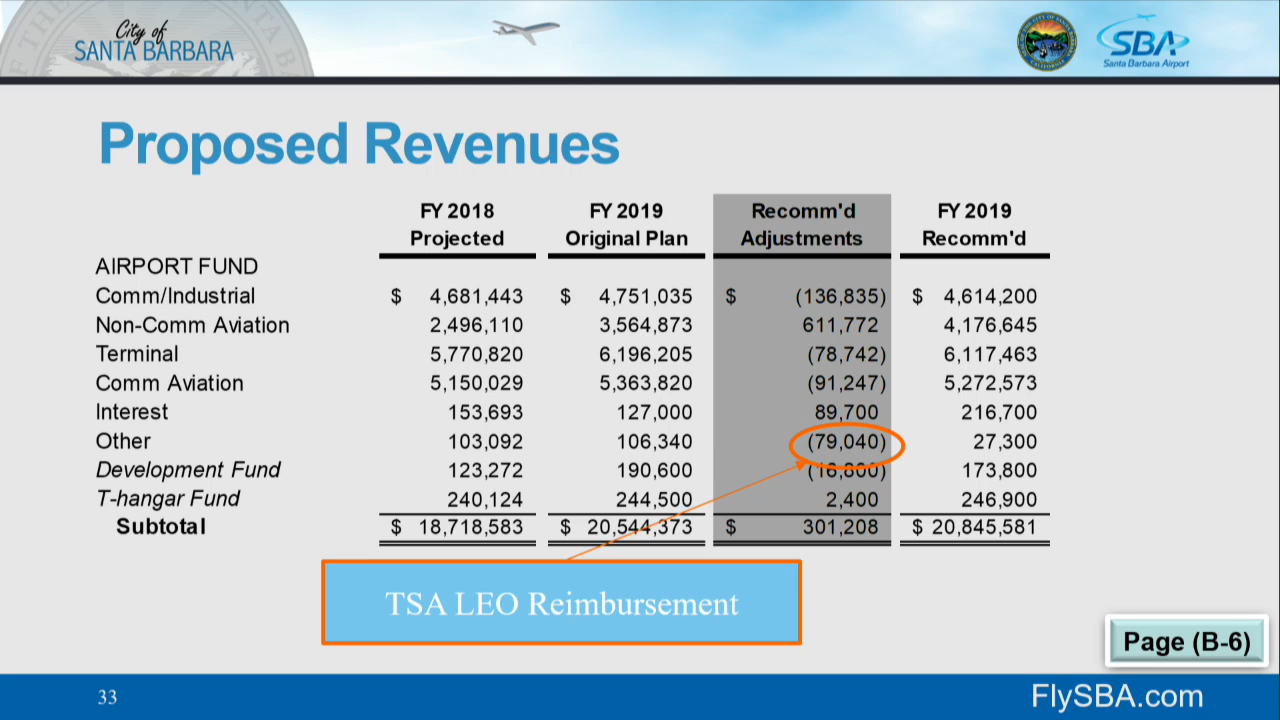 City of
SANTA BARBARA
SBA
Santa Barbara Airport
Proposed Revenues
FY 2018 FY 2019 Recomm'd FY 2019
Projected Original Plan Adjustments Recomm'd
AIRPORT FUND
Comm/Industrial $ 4,681,443 $ 4,751,035 $ (136,835) $ 4,614,200
Non-Comm Aviation 2,496,110 3,564,873 611,772 4,176,645
Terminal 5,770,820 6,196,205 (78,742) 6,117,463
Comm Aviation 5,150,029 5,363,820 (91,247) 5,272,573
Interest 153,693 127,000 89,700 216,700
Other 103,092 106,340 (79,040) 27,300
Development Fund 123,272 190,600 (16,800) 173,800
T-hangar Fund 240,124 244,500 2,400 246,900
Subtotal $ 18,718,583 $ 20,544,373 $ 301,208 $ 20,845,581
TSA LEO Reimbursement
Page (B-6)
33
FlySBA.com